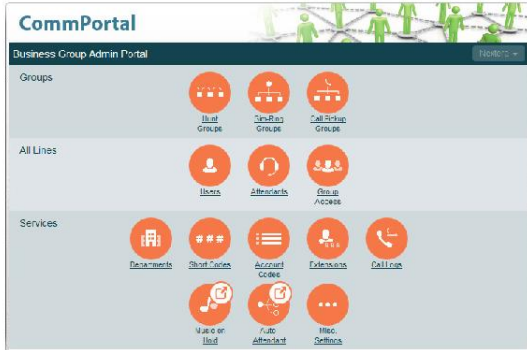 CommPortal
Business Group Admin Portal
Groups
Hunt Groups
Sim-Ring Groups
Call Pickup Groups
All Lines
Users
Attendants
Group Access
Services
Departments
###
Short Codes
Account Codes
Extensions
Call Logs
Music on Hold
Auto Attendant
Misc. Settings